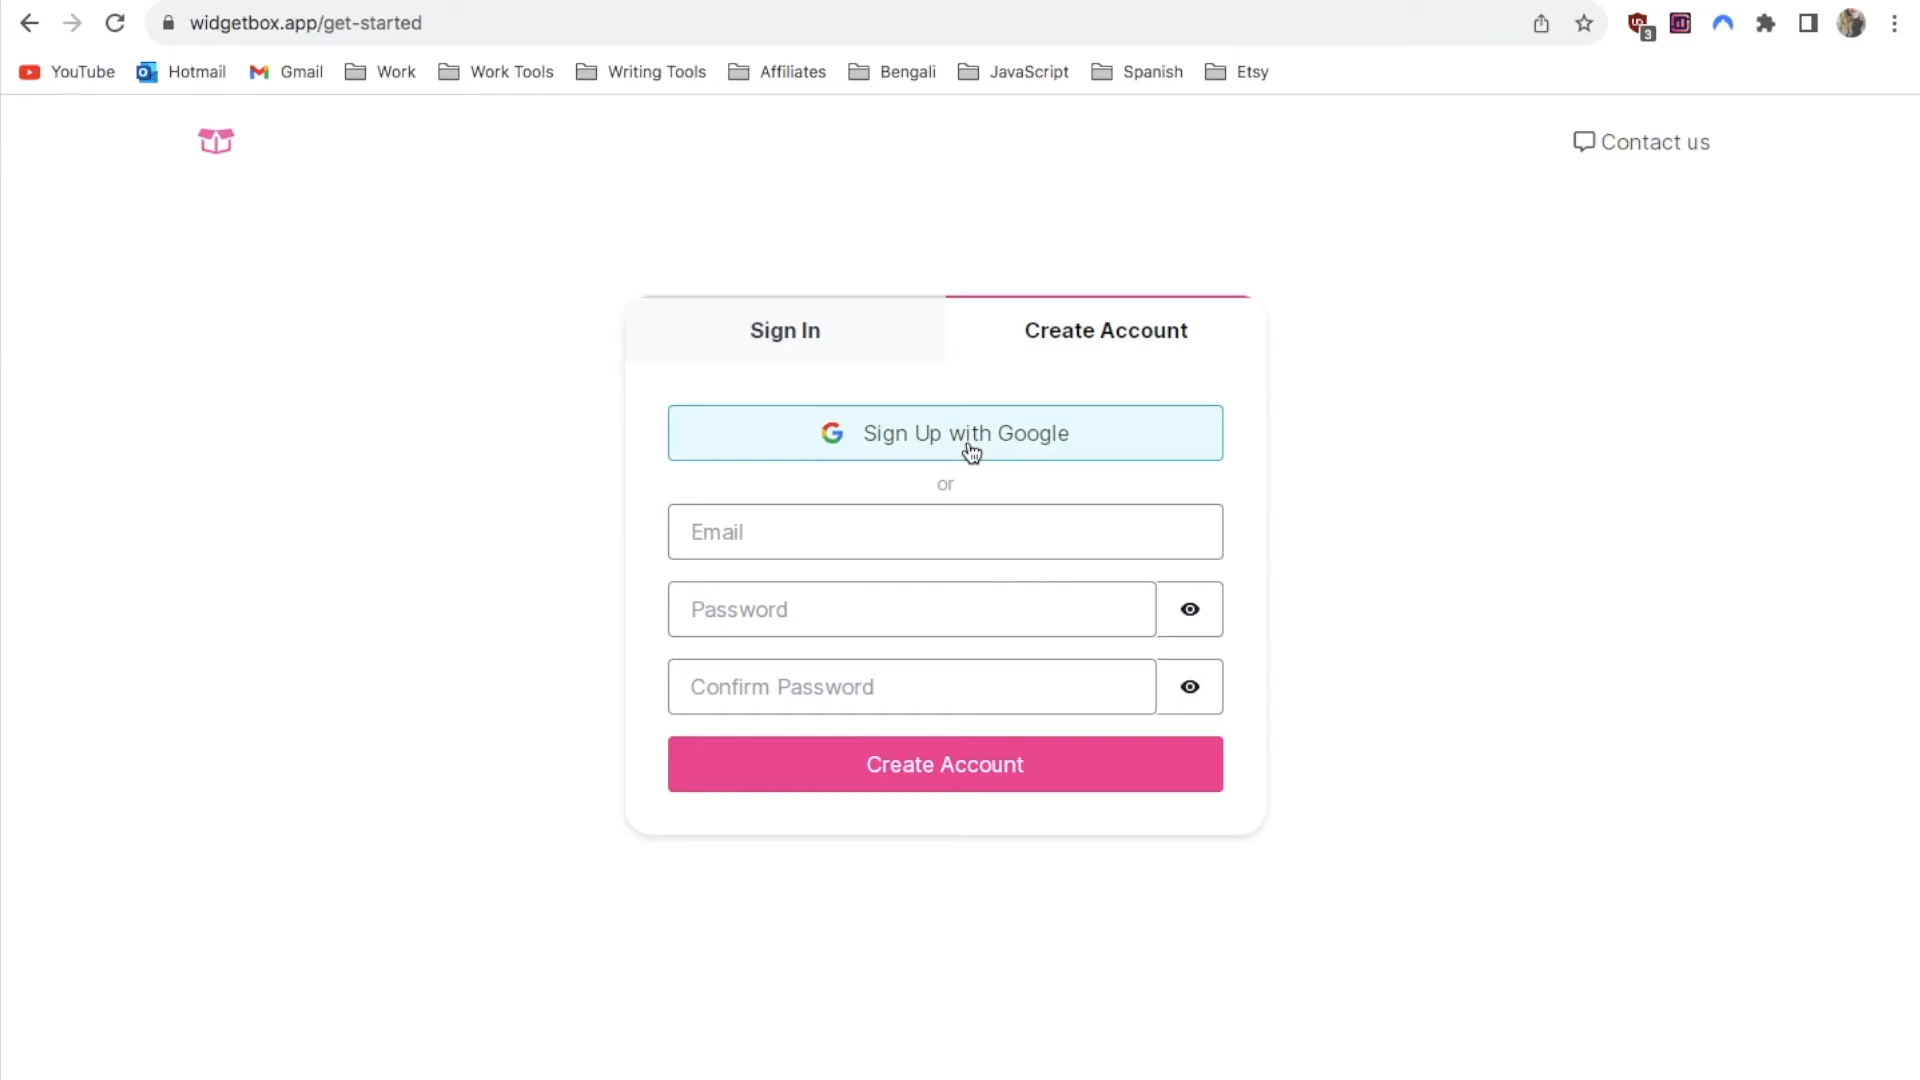 widgetbox.app/get-started
3
YouTube Hotmail Gmail Work Work Tools Writing Tools Affiliates Bengali JavaScript Spanish Etsy
Contact us
Sign In Create Account
Sign Up with Google
or
Email
Password
Confirm Password
Create Account